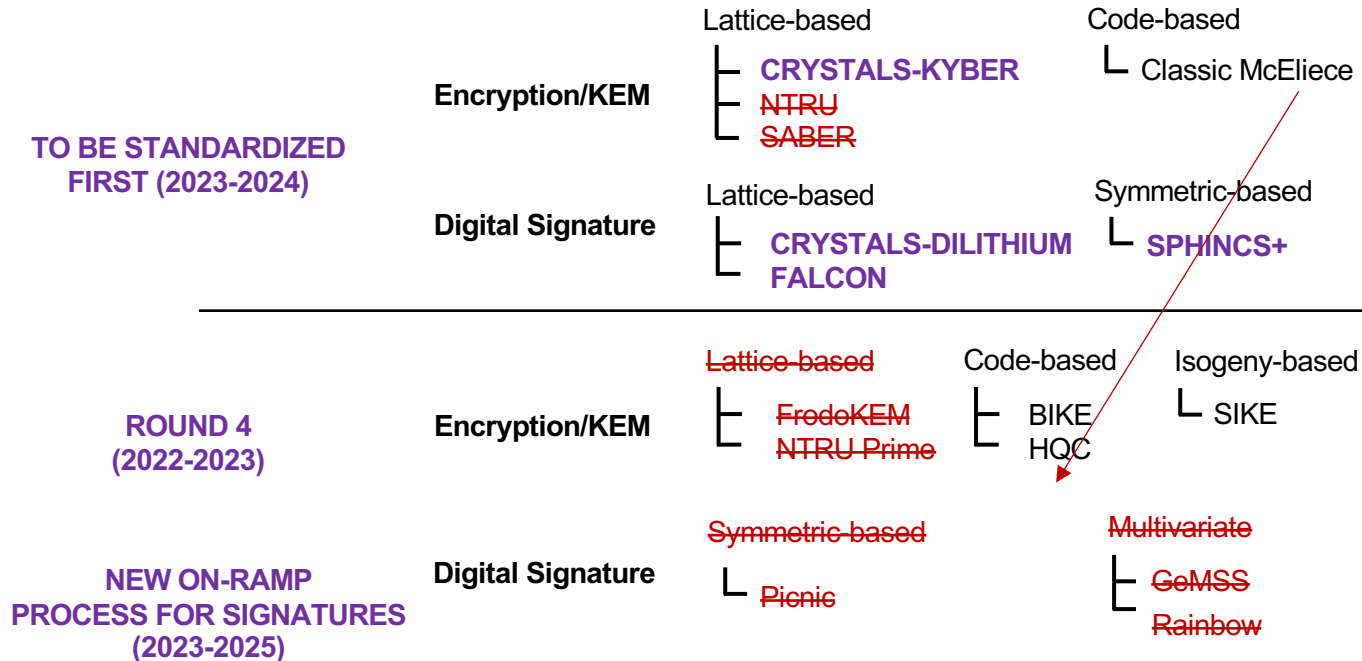 Lattice-based
Code-based
Encryption/KEM
CRYSTALS-KYBER
NTRU
SABER
Classic McEliece
TO BE STANDARDIZED
FIRST (2023-2024)
Digital Signature
Lattice-based
CRYSTALS-DILITHIUM
FALCON
Symmetric-based
SPHINCS+
ROUND 4
(2022-2023)
Encryption/KEM
Lattice-based
FrodoKEM
NTRU Prime
Code-based
BIKE
HQC
Isogeny-based
SIKE
NEW ON-RAMP
PROCESS FOR SIGNATURES
(2023-2025)
Digital Signature
Symmetric-based
Picnic
Multivariate
GeMSS
Rainbow